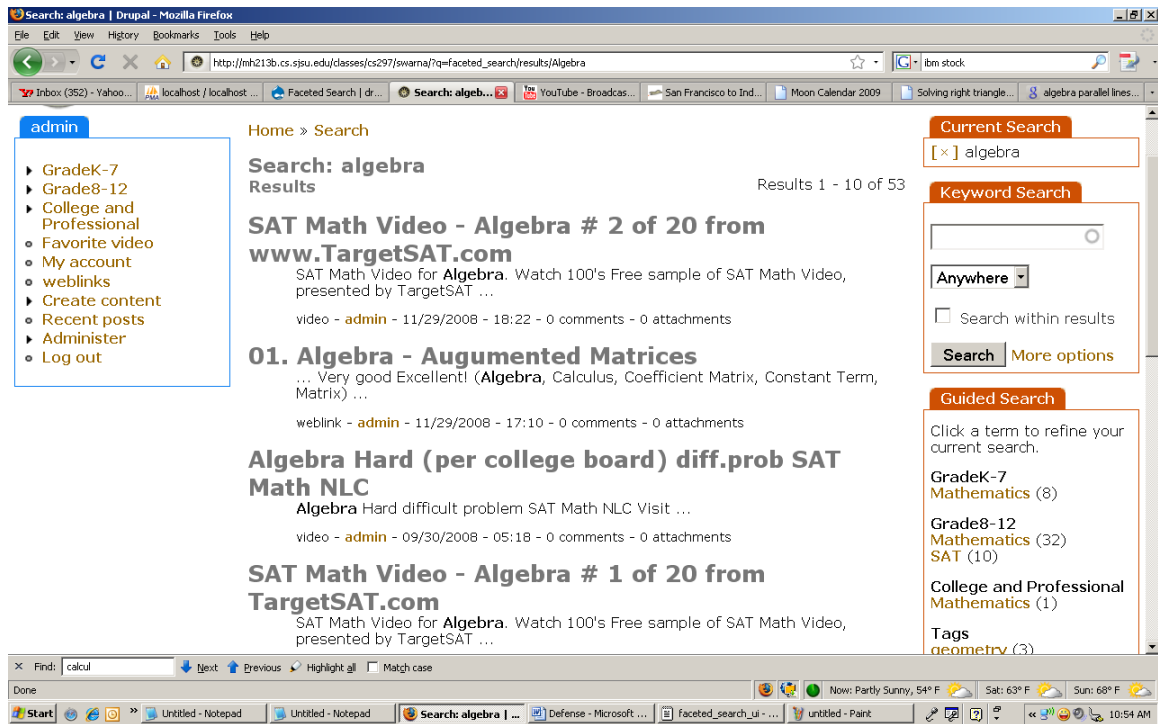 Search: algebra | Drupal - Mozilla Firefox
File Edit View History Bookmarks Tools Help
http://mh213b.cs.sjsu.edu/classes/cs297/swarna/?q=faceted_search/results/Algebra
ibm stock
Inbox (352) - Yahoo...
localhost / localhost ...
Faceted Search | dr...
Search: algeb...
YouTube - Broadcas...
San Francisco to Ind...
Moon Calendar 2009
Solving right triangle...
algebra parallel lines...
admin
GradeK-7
Grade8-12
College and
Professional
Favorite video
My account
weblinks
Create content
Recent posts
Administer
Log out
Home » Search
Search: algebra
Results
Results 1 - 10 of 53
SAT Math Video - Algebra # 2 of 20 from
www.TargetSAT.com
SAT Math Video for Algebra. Watch 100's Free sample of SAT Math Video,
presented by TargetSAT ...
video - admin - 11/29/2008 - 18:22 - 0 comments - 0 attachments
01. Algebra - Augumented Matrices
... Very good Excellent! (Algebra, Calculus, Coefficient Matrix, Constant Term,
Matrix) ...
weblink - admin - 11/29/2008 - 17:10 - 0 comments - 0 attachments
Algebra Hard (per college board) diff.prob SAT
Math NLC
Algebra Hard difficult problem SAT Math NLC Visit ...
video - admin - 09/30/2008 - 05:18 - 0 comments - 0 attachments
SAT Math Video - Algebra # 1 of 20 from
TargetSAT.com
SAT Math Video for Algebra. Watch 100's Free sample of SAT Math Video,
presented by TargetSAT ...
Current Search
[×] algebra
Keyword Search
Anywhere
Search within results
Search More options
Guided Search
Click a term to refine your
current search.
GradeK-7
Mathematics (8)
Grade8-12
Mathematics (32)
SAT (10)
College and Professional
Mathematics (1)
Tags
geometry (3)
× Find: calcul Next Previous Highlight all Match case
Done
Now: Partly Sunny, 54° F
Sat: 63° F
Sun: 68° F
Start
»
Untitled - Notepad
Untitled - Notepad
Search: algebra | ...
Defense - Microsoft ...
faceted_search_ui - ...
untitled - Paint
«
10:54 AM